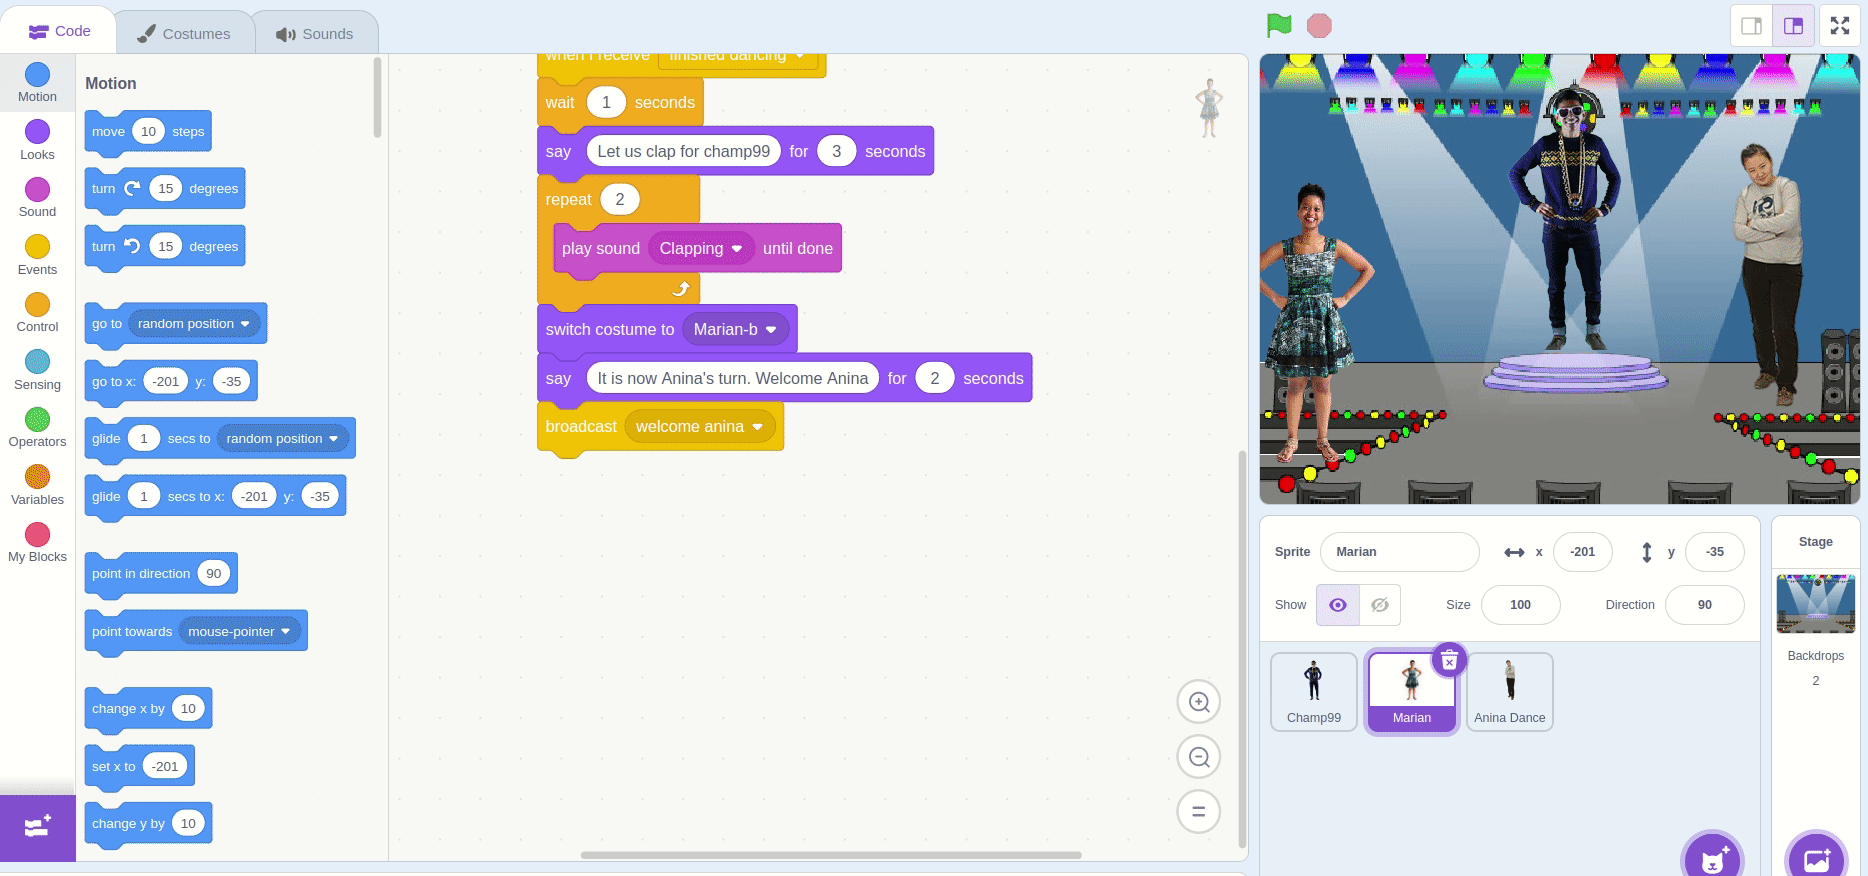 Code
Costumes
Sounds
Motion
Looks
Sound
Events
Control
Sensing
Operators
Variables
My Blocks
Motion
move 10 steps
turn 15 degrees
turn 15 degrees
go to random position
go to x: -201 y: -35
glide 1 secs to random position
glide 1 secs to x: -201 y: -35
point in direction 90
point towards mouse-pointer
change x by 10
set x to -201
change y by 10
when I receive finished dancing
wait 1 seconds
say Let us clap for champ99 for 3 seconds
repeat 2
play sound Clapping until done
switch costume to Marian-b
say It is now Anina's turn. Welcome Anina for 2 seconds
broadcast welcome anina
Sprite Marian x -201 y -35
Show Size 100 Direction 90
Champ99
Marian
Anina Dance
Stage
Backdrops
2